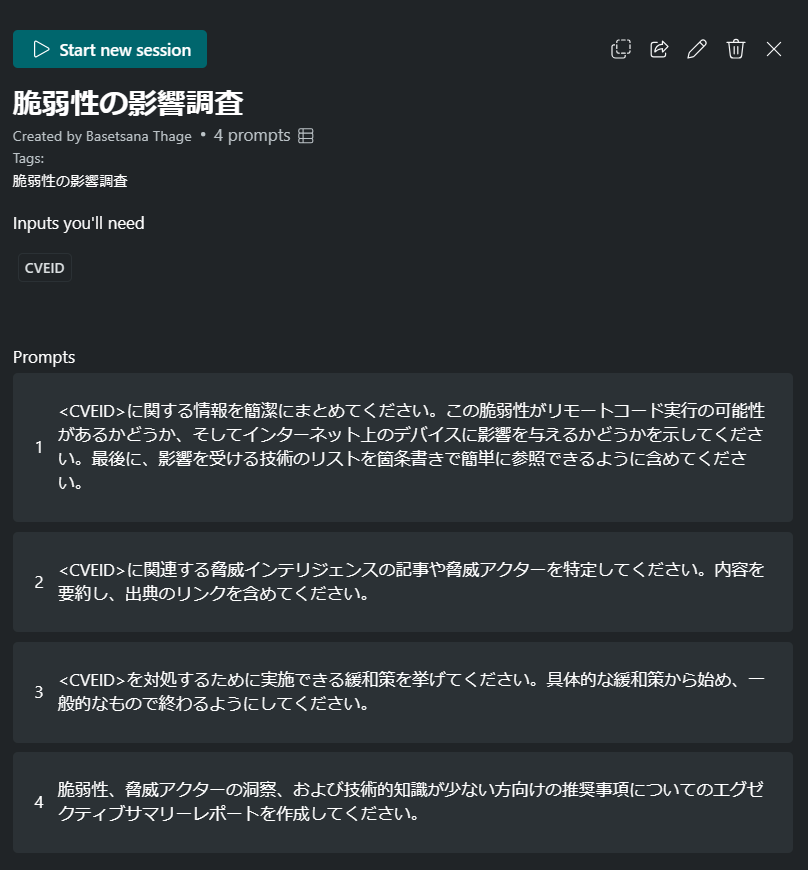 Start new session
脆弱性の影響調査
Created by Basetsana Thage • 4 prompts
Tags:
脆弱性の影響調査
Inputs you'll need
CVEID
Prompts
1
<CVEID>に関する情報を簡潔にまとめてください。この脆弱性がリモートコード実行の可能性
があるかどうか、そしてインターネット上のデバイスに影響を与えるかどうかを示してくださ
い。最後に、影響を受ける技術のリストを箇条書きで簡単に参照できるように含めてくださ
い。
2
<CVEID>に関連する脅威インテリジェンスの記事や脅威アクターを特定してください。内容を
要約し、出典のリンクを含めてください。
3
<CVEID>を対処するために実施できる緩和策を挙げてください。具体的な緩和策から始め、一
般的なもので終わるようにしてください。
4
脆弱性、脅威アクターの洞察、および技術的知識が少ない方向けの推奨事項についてのエグゼ
クティブサマリーレポートを作成してください。